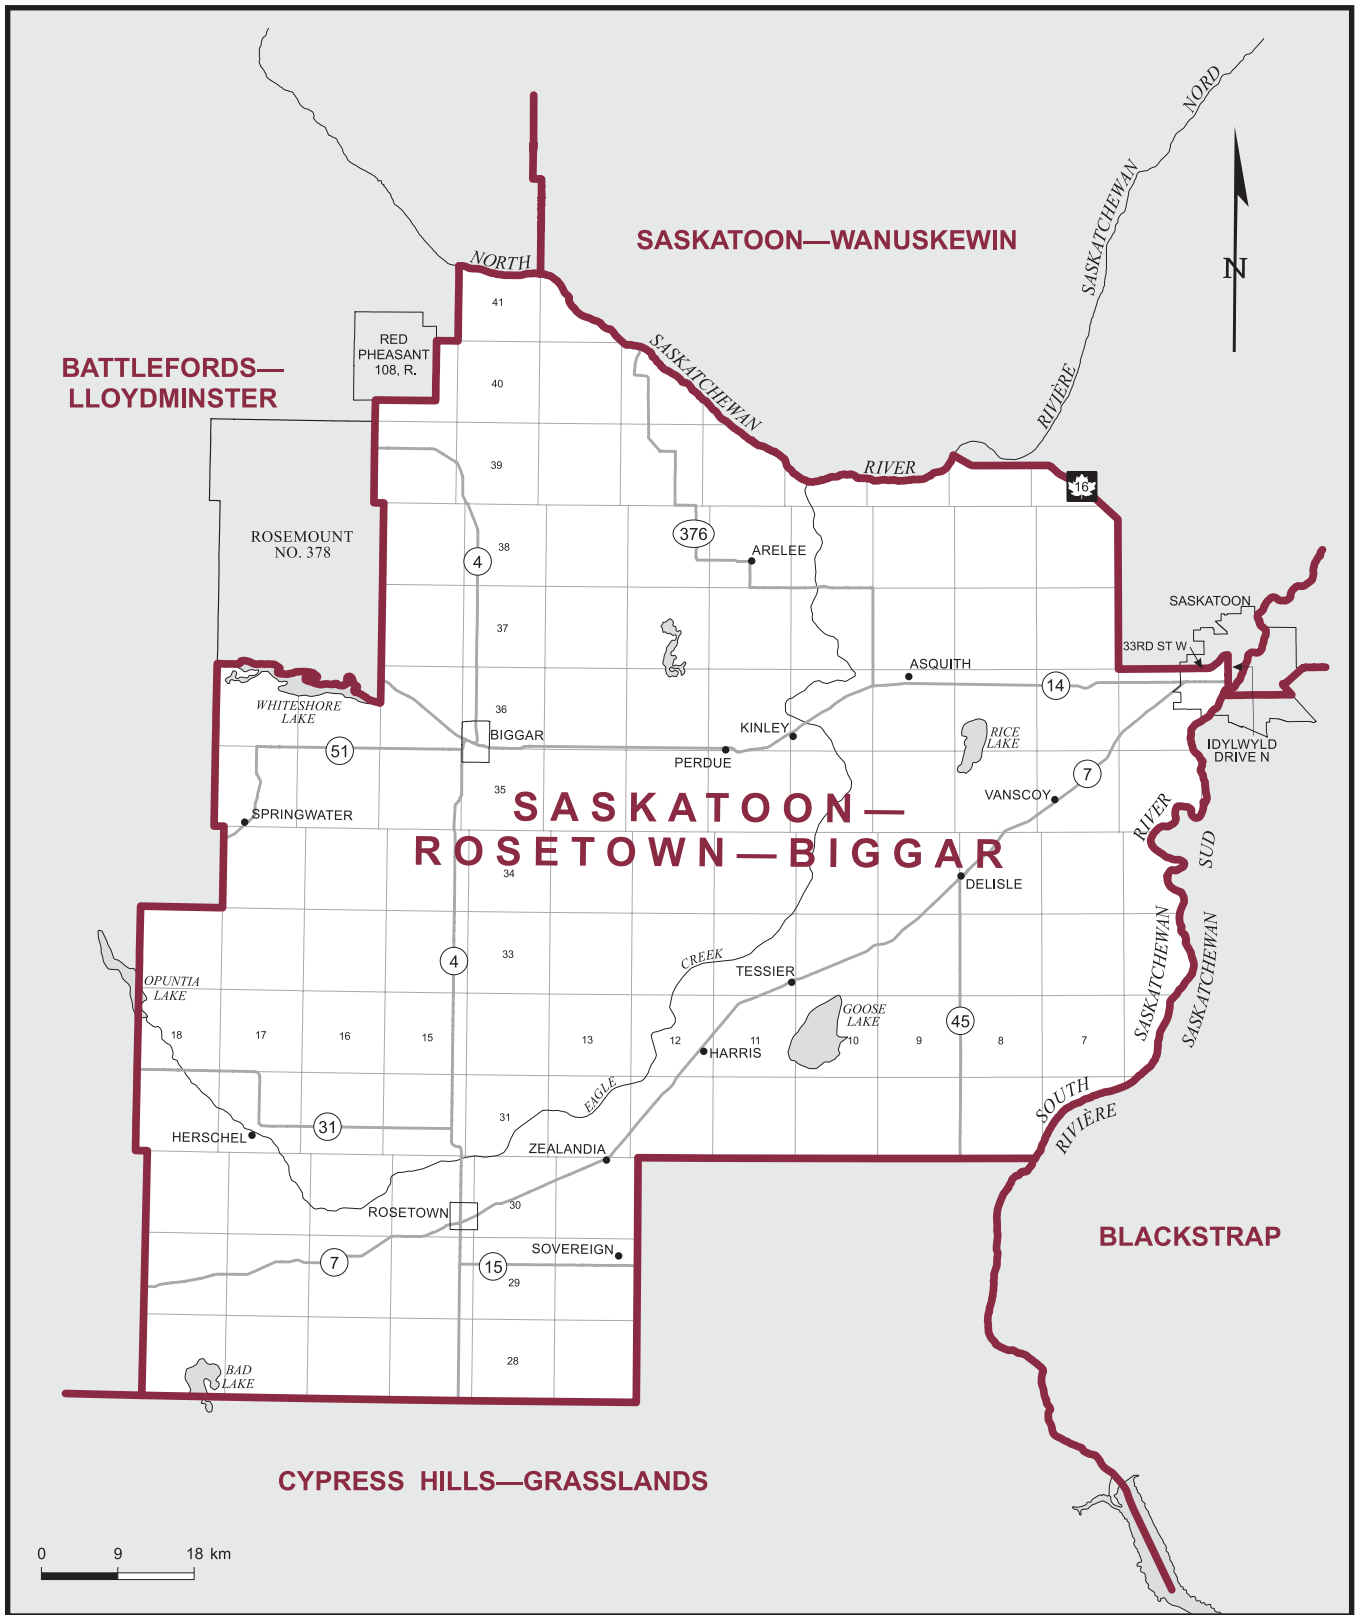 NORD
SASKATCHEWAN
RIVIÈRE
N
SASKATOON—WANUSKEWIN
NORTH
SASKATCHEWAN
RIVER
41
RED
PHEASANT
108, R.
BATTLEFORDS—
LLOYDMINSTER
40
39
16
ROSEMOUNT
NO. 378
376
38
4
ARELEE
SASKATOON
37
33RD ST W
ASQUITH
14
WHITESHORE
LAKE
36
BIGGAR
KINLEY
RICE
LAKE
51
PERDUE
IDYLWYLD
DRIVE N
7
35
VANSCOY
SPRINGWATER
SASKATOON—
ROSETOWN—BIGGAR
RIVER
SUD
34
DELISLE
SASKATCHEWAN
SASKATCHEWAN
4
33
CREEK
TESSIER
OPUNTIA
LAKE
GOOSE
LAKE
45
18
17
16
15
13
12
11
10
9
8
7
HARRIS
EAGLE
SOUTH
RIVIÈRE
31
31
HERSCHEL
ZEALANDIA
30
ROSETOWN
BLACKSTRAP
SOVEREIGN
7
15
29
28
BAD
LAKE
CYPRESS HILLS—GRASSLANDS
0 9 18 km